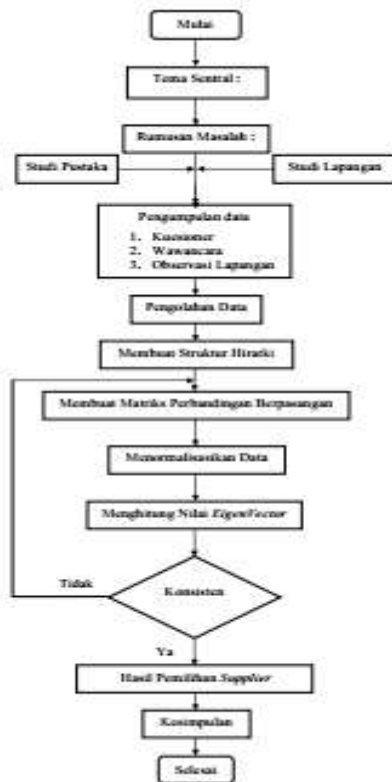 Mulai
Tema Sentral :
Rumusan Masalah :
Studi Pustaka
Studi Lapangan
Pengumpulan data
1. Kuesioner
2. Wawancara
3. Observasi Lapangan
Pengolahan Data
Membuat Struktur Hirarki
Membuat Matriks Perbandingan Berpasangan
Menormalisasikan Data
Menghitung Nilai EigenVector
Tidak
Konsisten
Ya
Hasil Pemilihan Supplier
Kesimpulan
Selesai